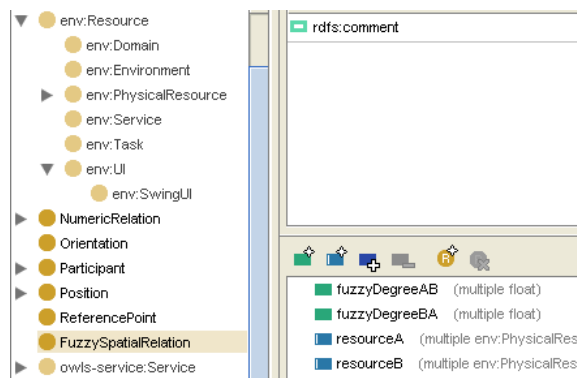 env:Resource
env:Domain
env:Environment
env:PhysicalResource
env:Service
env:Task
env:UI
env:SwingUI
NumericRelation
Orientation
Participant
Position
ReferencePoint
FuzzySpatialRelation
owls-service:Service
rdfs:comment
R
fuzzyDegreeAB (multiple float)
fuzzyDegreeBA (multiple float)
resourceA (multiple env:PhysicalRes
resourceB (multiple env:PhysicalRes